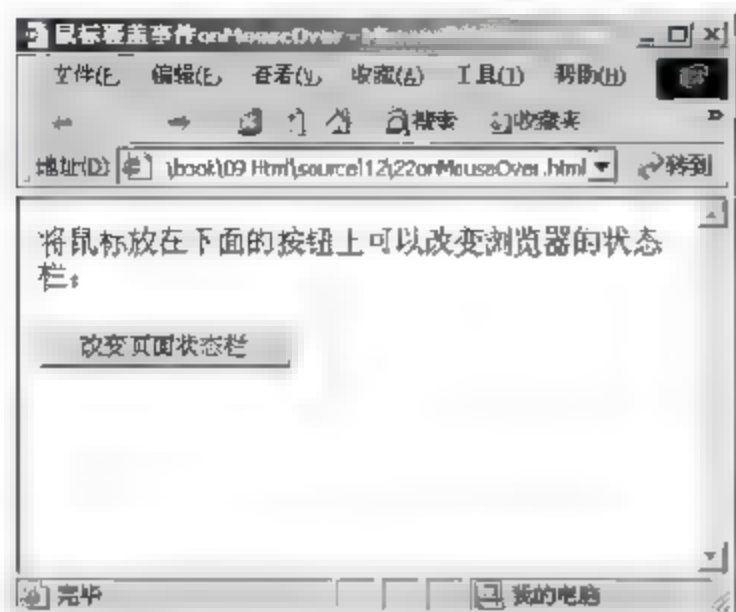 鼠标覆盖事件onMouseOver -
文件(F) 编辑(E) 查看(V) 收藏(A) 工具(T) 帮助(H)
搜索 收藏夹 »
地址(D) \book\09 Html\source\12\22onMouseOver.html 转到
将鼠标放在下面的按钮上可以改变浏览器的状态
栏:
改变页面状态栏
完毕 我的电脑